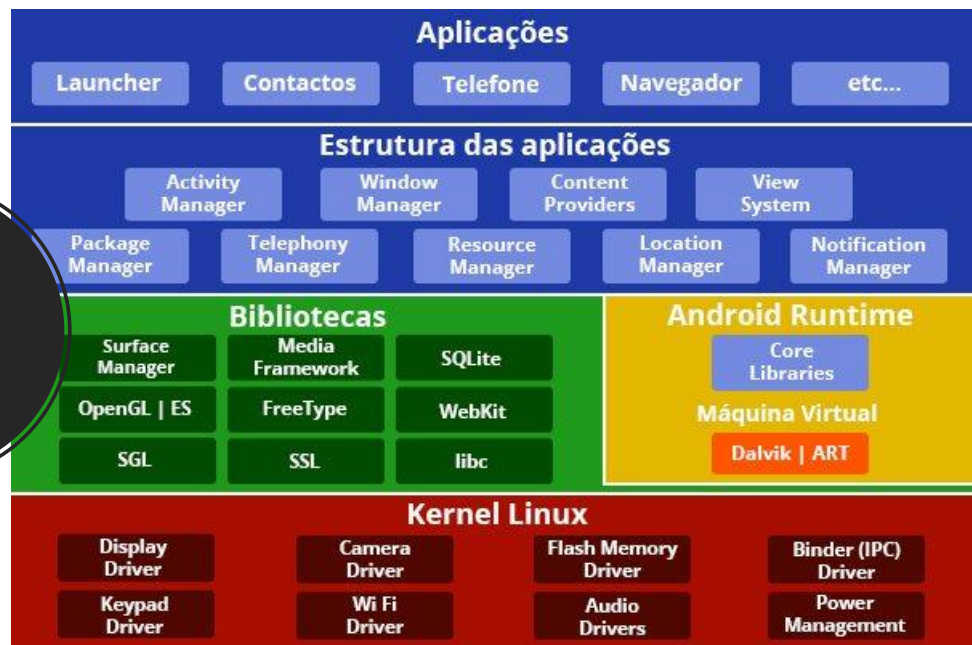 Aplicações
Launcher Contactos Telefone Navegador etc...
Estrutura das aplicações
Activity Manager Window Manager Content Providers View System
Package Manager Telephony Manager Resource Manager Location Manager Notification Manager
Bibliotecas
Surface Manager Media Framework SQLite
OpenGL | ES FreeType WebKit
SGL SSL libc
Android Runtime
Core Libraries
Máquina Virtual
Dalvik | ART
Kernel Linux
Display Driver Camera Driver Flash Memory Driver Binder (IPC) Driver
Keypad Driver Wi Fi Driver Audio Drivers Power Management